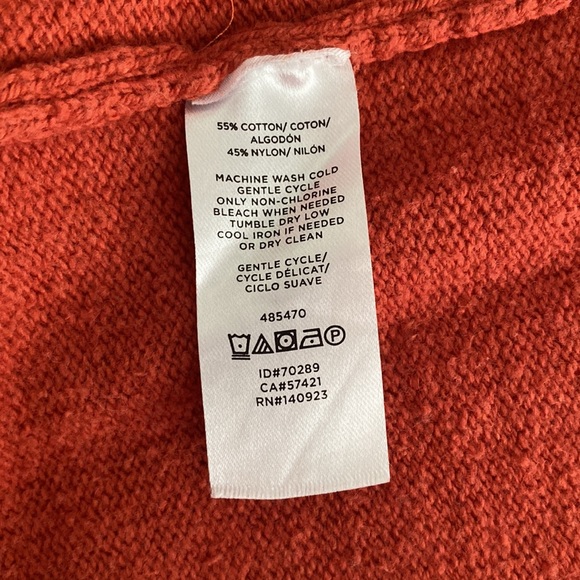 55% COTTON/ COTON/
ALGODÓN
45% NYLON/ NILÓN
MACHINE WASH COLD
GENTLE CYCLE
ONLY NON-CHLORINE
BLEACH WHEN NEEDED
TUMBLE DRY LOW
COOL IRON IF NEEDED
OR DRY CLEAN
GENTLE CYCLE/
CYCLE DÉLICAT/
CICLO SUAVE
485470
P
ID#70289
CA#57421
RN#140923